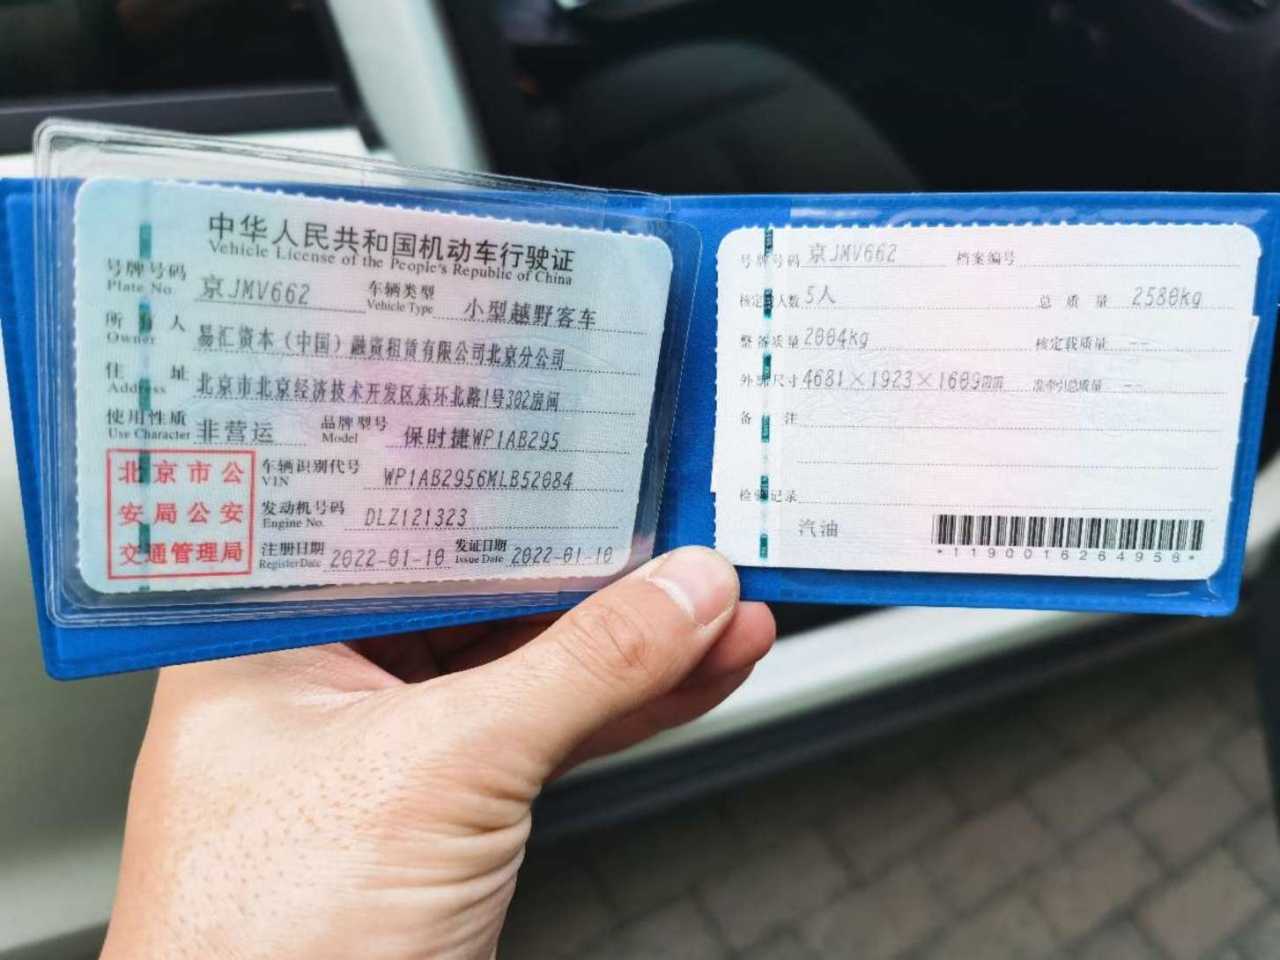 中华人民共和国机动车行驶证
Vehicle License of the People's Republic of China
号牌号码 京JMV662 车辆类型 小型越野客车
Plate No. Vehicle Type
所有人 易汇资本（中国）融资租赁有限公司北京分公司
Owner
住址 北京市北京经济技术开发区东环北路1号302房间
Address
使用性质 非营运 品牌型号 保时捷WP1AB295
Use Character Model
车辆识别代号 WP1AB2956MLB52084
VIN
发动机号码 DLZ121323
Engine No.
注册日期 2022-01-10 发证日期 2022-01-10
Register Date Issue Date
北京市公
安局公安
交通管理局
号牌号码 京JMV662 档案编号
核定载人数 5人 总质量 2580kg
整备质量 2004kg 核定载质量 --
外廓尺寸 4681×1923×1609 准牵引总质量 --
备注
检验记录
汽油
*1190016264958*